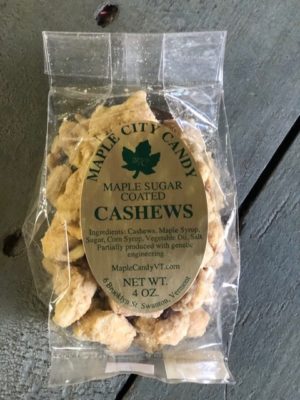 MAPLE CITY CANDY
MAPLE SUGAR
COATED
CASHEWS
Ingredients: Cashews, Maple Syrup,
Sugar, Corn Syrup, Vegetable Oil, Salt
Partially produced with genetic
engineering.
MapleCandyVT.com
NET WT.
4 OZ.
6 Brooklyn St. Swanton, Vermont